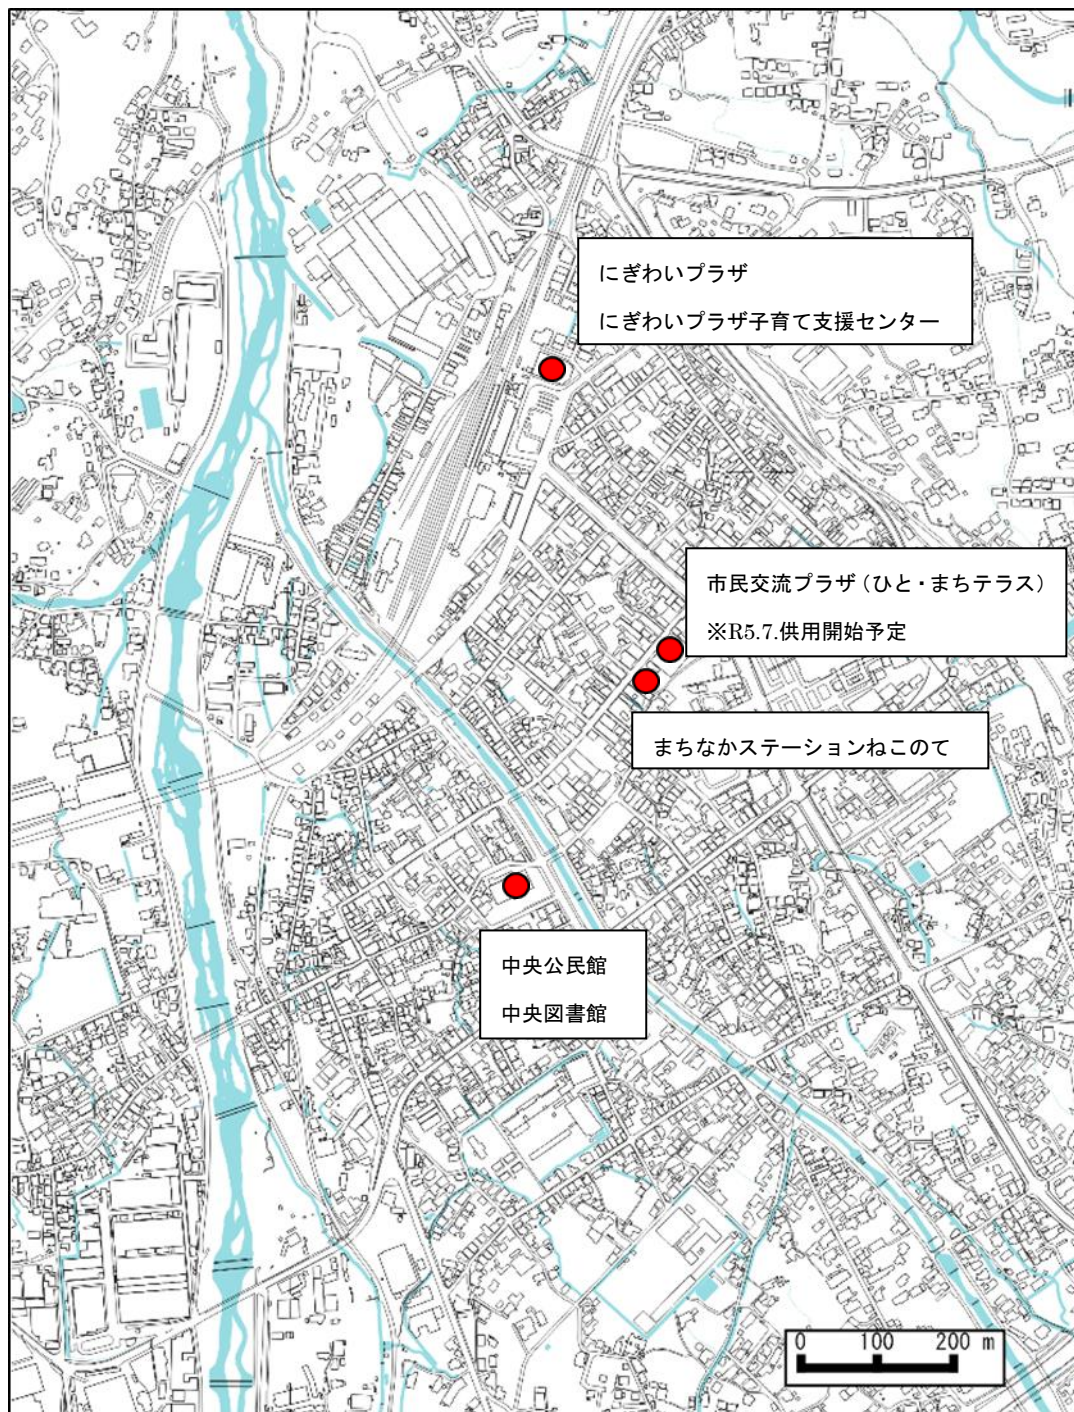 にぎわいプラザ
にぎわいプラザ子育て支援センター
市民交流プラザ（ひと・まちテラス）
※R5.7.供用開始予定
まちなかステーションねこのて
中央公民館
中央図書館
0 100 200 m